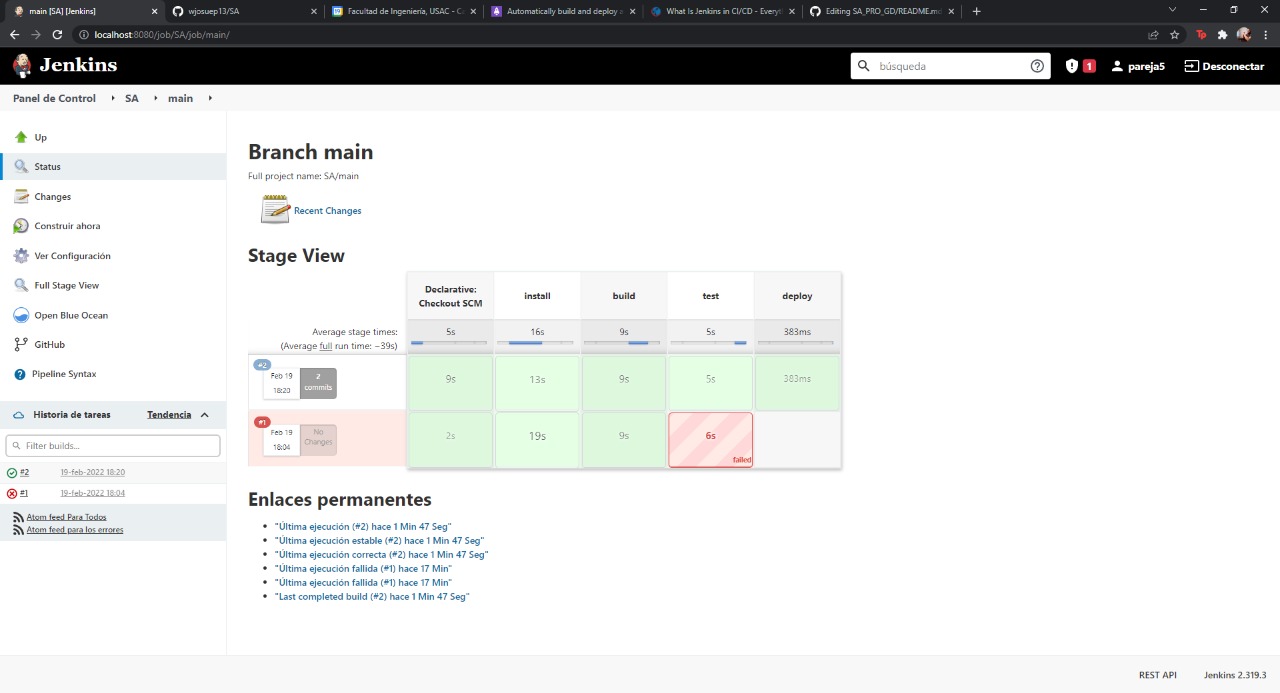 main [SA] [Jenkins]
wjosuep13/SA
Facultad de Ingeniería, USAC - C
Automatically build and deploy a
What Is Jenkins in CI/CD - Everyt
Editing SA_PRO_GD/README.md
localhost:8080/job/SA/job/main/
Jenkins
búsqueda
1
pareja5
Desconectar
Panel de Control
SA
main
Up
Status
Changes
Construir ahora
Ver Configuración
Full Stage View
Open Blue Ocean
GitHub
Pipeline Syntax
Historia de tareas
Tendencia
Filter builds...
#2 19-feb-2022 18:20
#1 19-feb-2022 18:04
Atom feed Para Todos
Atom feed para los errores
Branch main
Full project name: SA/main
Recent Changes
Stage View
Declarative: Checkout SCM
install
build
test
deploy
Average stage times:
5s 16s 9s 5s 383ms
(Average full run time: ~39s)
#2
Feb 19
18:20
2
commits
9s 13s 9s 5s 383ms
#1
Feb 19
18:04
No
Changes
2s 19s 9s 6s
failed
Enlaces permanentes
"Última ejecución (#2) hace 1 Min 47 Seg"
"Última ejecución estable (#2) hace 1 Min 47 Seg"
"Última ejecución correcta (#2) hace 1 Min 47 Seg"
"Última ejecución fallida (#1) hace 17 Min"
"Última ejecución fallida (#1) hace 17 Min"
"Last completed build (#2) hace 1 Min 47 Seg"
REST API
Jenkins 2.319.3